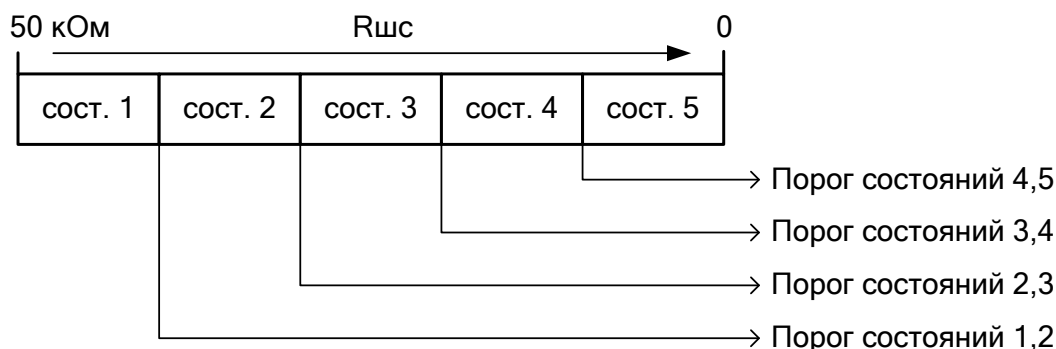 50 кОм Rшс 0
сост. 1 сост. 2 сост. 3 сост. 4 сост. 5
Порог состояний 4,5
Порог состояний 3,4
Порог состояний 2,3
Порог состояний 1,2